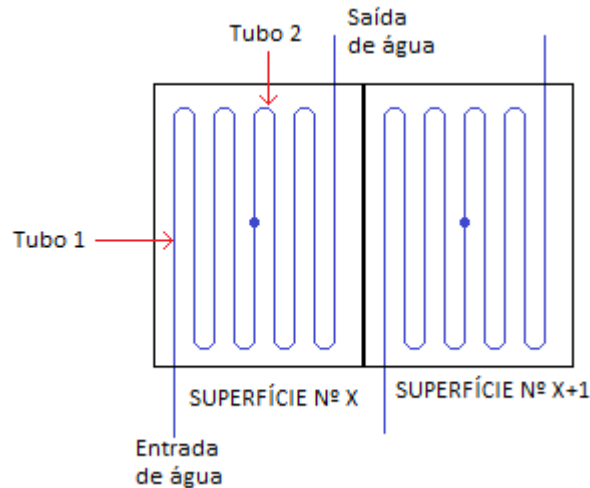 Saída
de água
Tubo 2
Tubo 1
SUPERFÍCIE Nº X
SUPERFÍCIE Nº X+1
Entrada
de água